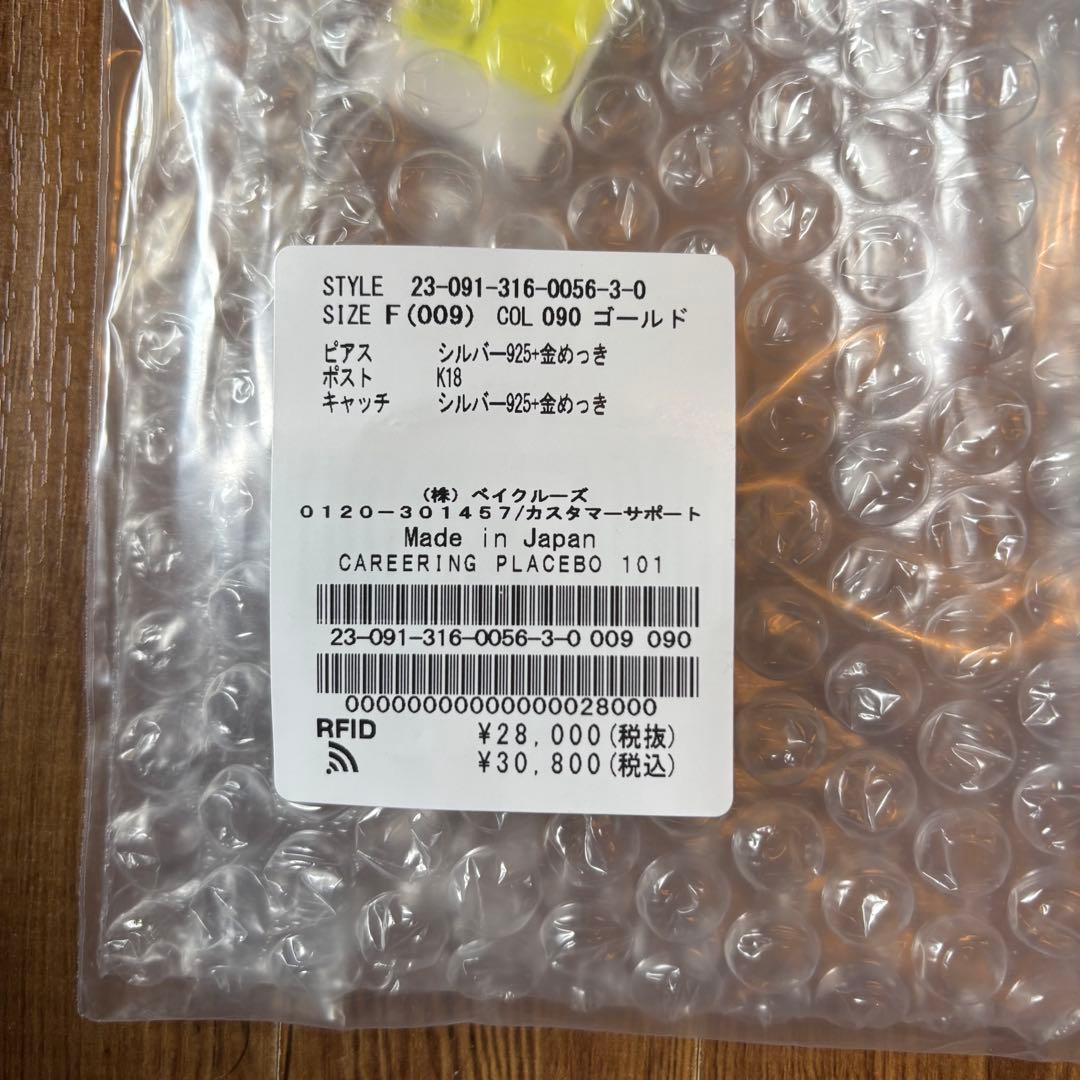 STYLE 23-091-316-0056-3-0
SIZE F(009) COL 090 ゴールド
ピアス シルバー925+金めっき
ポスト K18
キャッチ シルバー925+金めっき
(株)ベイクルーズ
0120-301457/カスタマーサポート
Made in Japan
CAREERING PLACEBO 101
23-091-316-0056-3-0 009 090
00000000000000028000
RFID ¥28,000(税抜)
¥30,800(税込)